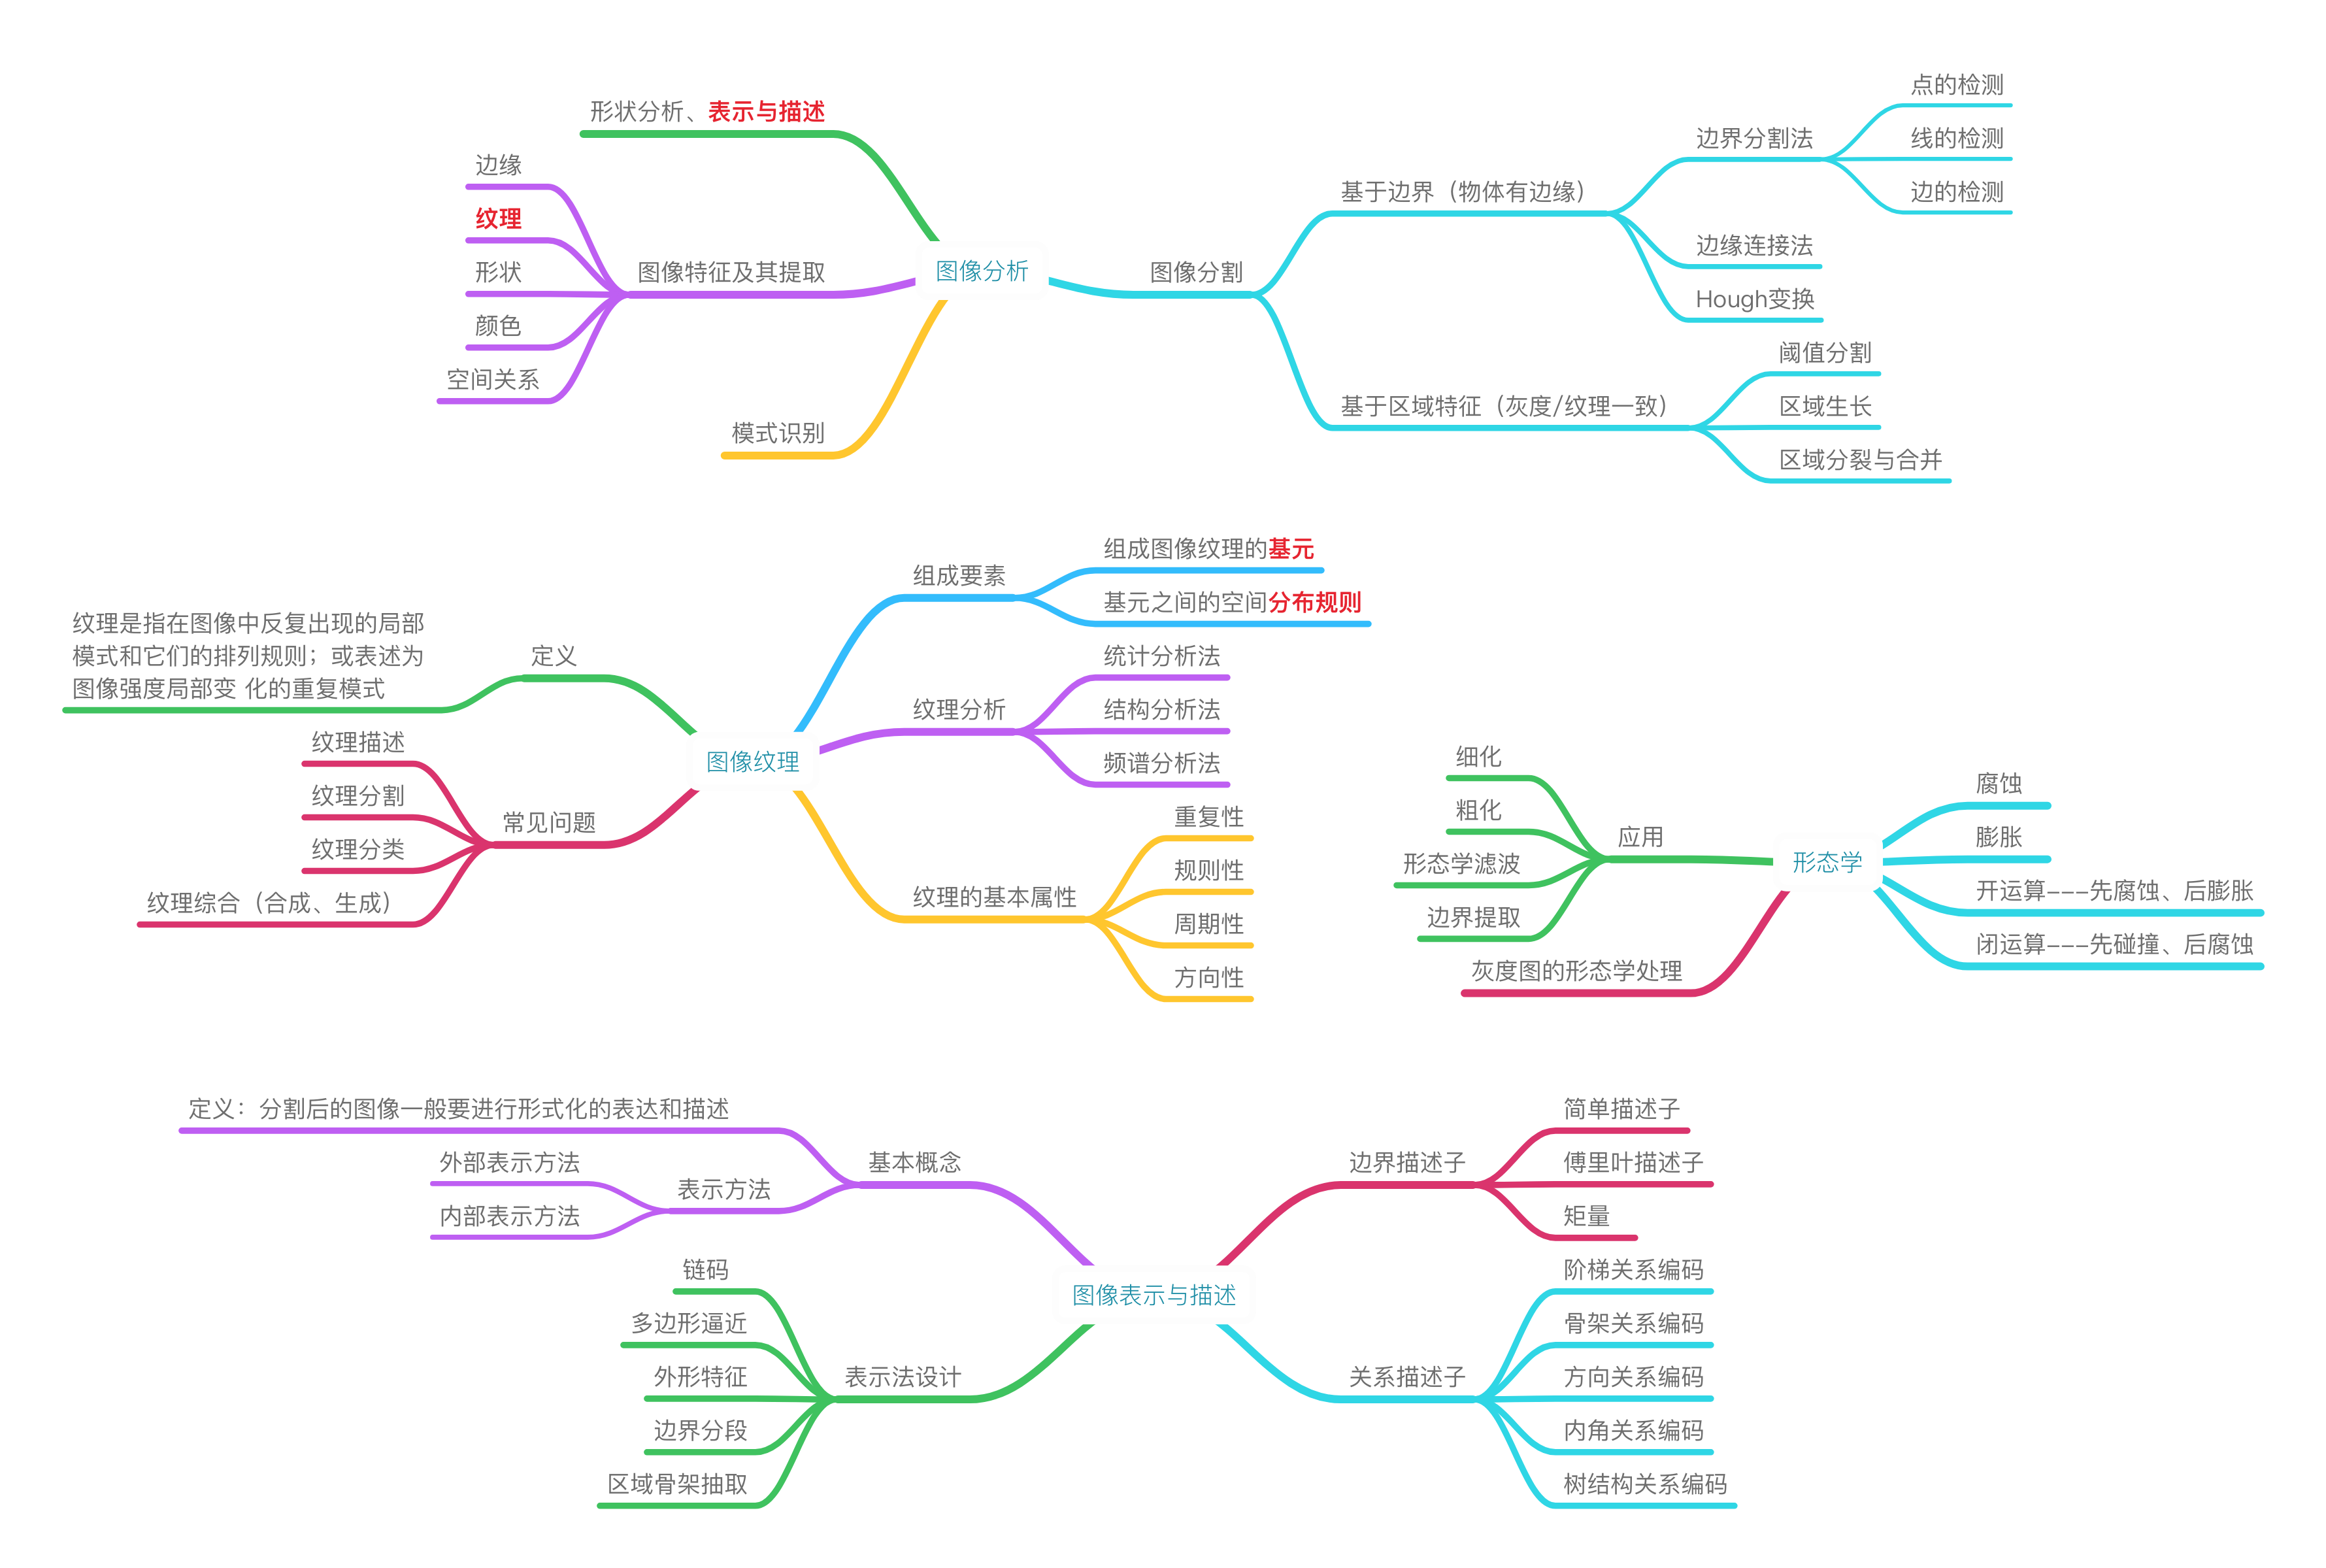 图像分析
形状分析、表示与描述
图像特征及其提取
边缘
纹理
形状
颜色
空间关系
模式识别
图像分割
基于边界（物体有边缘）
边界分割法
点的检测
线的检测
边的检测
边缘连接法
Hough变换
基于区域特征（灰度/纹理一致）
阈值分割
区域生长
区域分裂与合并
图像纹理
定义
纹理是指在图像中反复出现的局部
模式和它们的排列规则；或表述为
图像强度局部变 化的重复模式
常见问题
纹理描述
纹理分割
纹理分类
纹理综合（合成、生成）
组成要素
组成图像纹理的基元
基元之间的空间分布规则
纹理分析
统计分析法
结构分析法
频谱分析法
纹理的基本属性
重复性
规则性
周期性
方向性
形态学
应用
细化
粗化
形态学滤波
边界提取
灰度图的形态学处理
腐蚀
膨胀
开运算---先腐蚀、后膨胀
闭运算---先碰撞、后腐蚀
图像表示与描述
基本概念
定义：分割后的图像一般要进行形式化的表达和描述
表示方法
外部表示方法
内部表示方法
表示法设计
链码
多边形逼近
外形特征
边界分段
区域骨架抽取
边界描述子
简单描述子
傅里叶描述子
矩量
关系描述子
阶梯关系编码
骨架关系编码
方向关系编码
内角关系编码
树结构关系编码